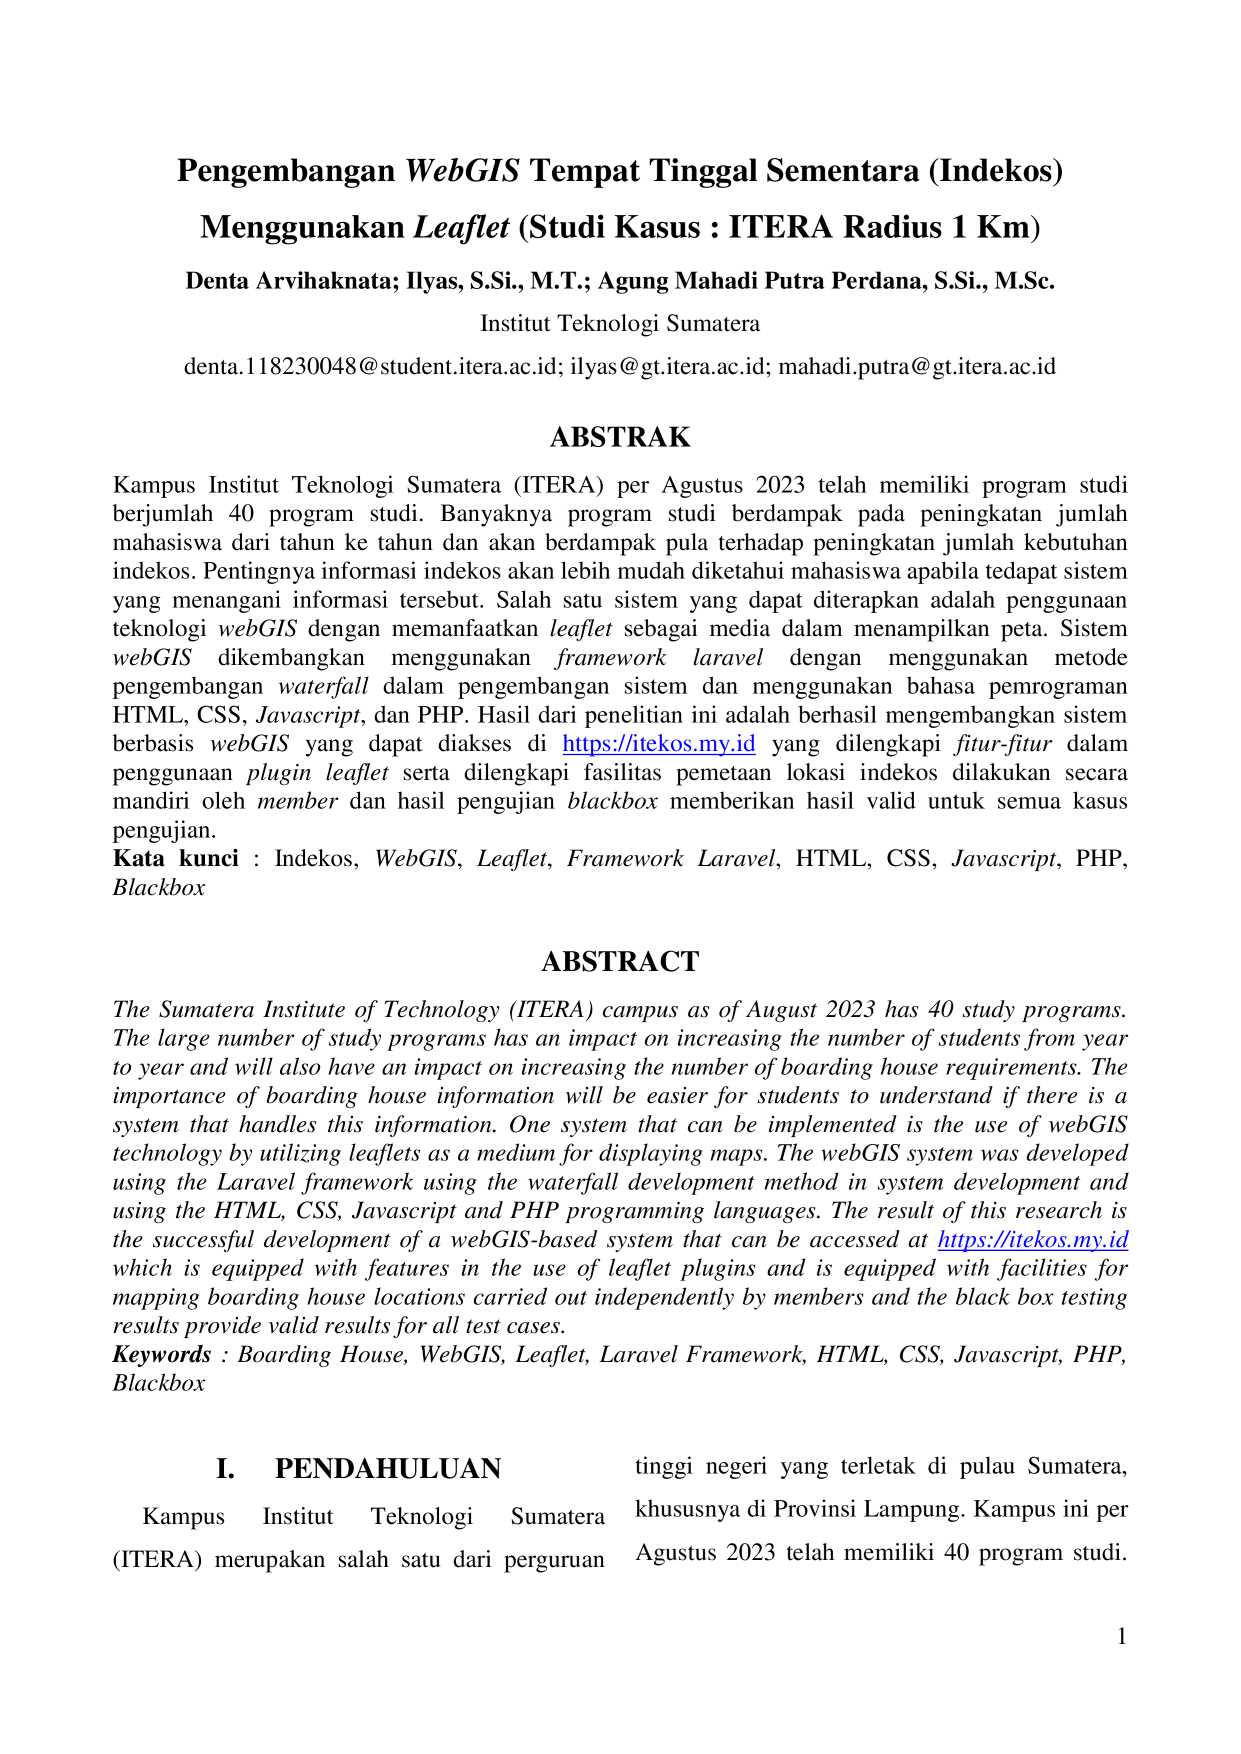 Pengembangan WebGIS Tempat Tinggal Sementara (Indekos)
Menggunakan Leaflet (Studi Kasus : ITERA Radius 1 Km)
Denta Arvihaknata; Ilyas, S.Si., M.T.; Agung Mahadi Putra Perdana, S.Si., M.Sc.
Institut Teknologi Sumatera
denta.118230048@student.itera.ac.id; ilyas@gt.itera.ac.id; mahadi.putra@gt.itera.ac.id
ABSTRAK
Kampus Institut Teknologi Sumatera (ITERA) per Agustus 2023 telah memiliki program studi
berjumlah 40 program studi. Banyaknya program studi berdampak pada peningkatan jumlah
mahasiswa dari tahun ke tahun dan akan berdampak pula terhadap peningkatan jumlah kebutuhan
indekos. Pentingnya informasi indekos akan lebih mudah diketahui mahasiswa apabila tedapat sistem
yang menangani informasi tersebut. Salah satu sistem yang dapat diterapkan adalah penggunaan
teknologi webGIS dengan memanfaatkan leaflet sebagai media dalam menampilkan peta. Sistem
webGIS dikembangkan menggunakan framework laravel dengan menggunakan metode
pengembangan waterfall dalam pengembangan sistem dan menggunakan bahasa pemrograman
HTML, CSS, Javascript, dan PHP. Hasil dari penelitian ini adalah berhasil mengembangkan sistem
berbasis webGIS yang dapat diakses di https://itekos.my.id yang dilengkapi fitur-fitur dalam
penggunaan plugin leaflet serta dilengkapi fasilitas pemetaan lokasi indekos dilakukan secara
mandiri oleh member dan hasil pengujian blackbox memberikan hasil valid untuk semua kasus
pengujian.
Kata kunci : Indekos, WebGIS, Leaflet, Framework Laravel, HTML, CSS, Javascript, PHP,
Blackbox
ABSTRACT
The Sumatera Institute of Technology (ITERA) campus as of August 2023 has 40 study programs.
The large number of study programs has an impact on increasing the number of students from year
to year and will also have an impact on increasing the number of boarding house requirements. The
importance of boarding house information will be easier for students to understand if there is a
system that handles this information. One system that can be implemented is the use of webGIS
technology by utilizing leaflets as a medium for displaying maps. The webGIS system was developed
using the Laravel framework using the waterfall development method in system development and
using the HTML, CSS, Javascript and PHP programming languages. The result of this research is
the successful development of a webGIS-based system that can be accessed at https://itekos.my.id
which is equipped with features in the use of leaflet plugins and is equipped with facilities for
mapping boarding house locations carried out independently by members and the black box testing
results provide valid results for all test cases.
Keywords : Boarding House, WebGIS, Leaflet, Laravel Framework, HTML, CSS, Javascript, PHP,
Blackbox
I. PENDAHULUAN
Kampus Institut Teknologi Sumatera
(ITERA) merupakan salah satu dari perguruan
tinggi negeri yang terletak di pulau Sumatera,
khususnya di Provinsi Lampung. Kampus ini per
Agustus 2023 telah memiliki 40 program studi.
1